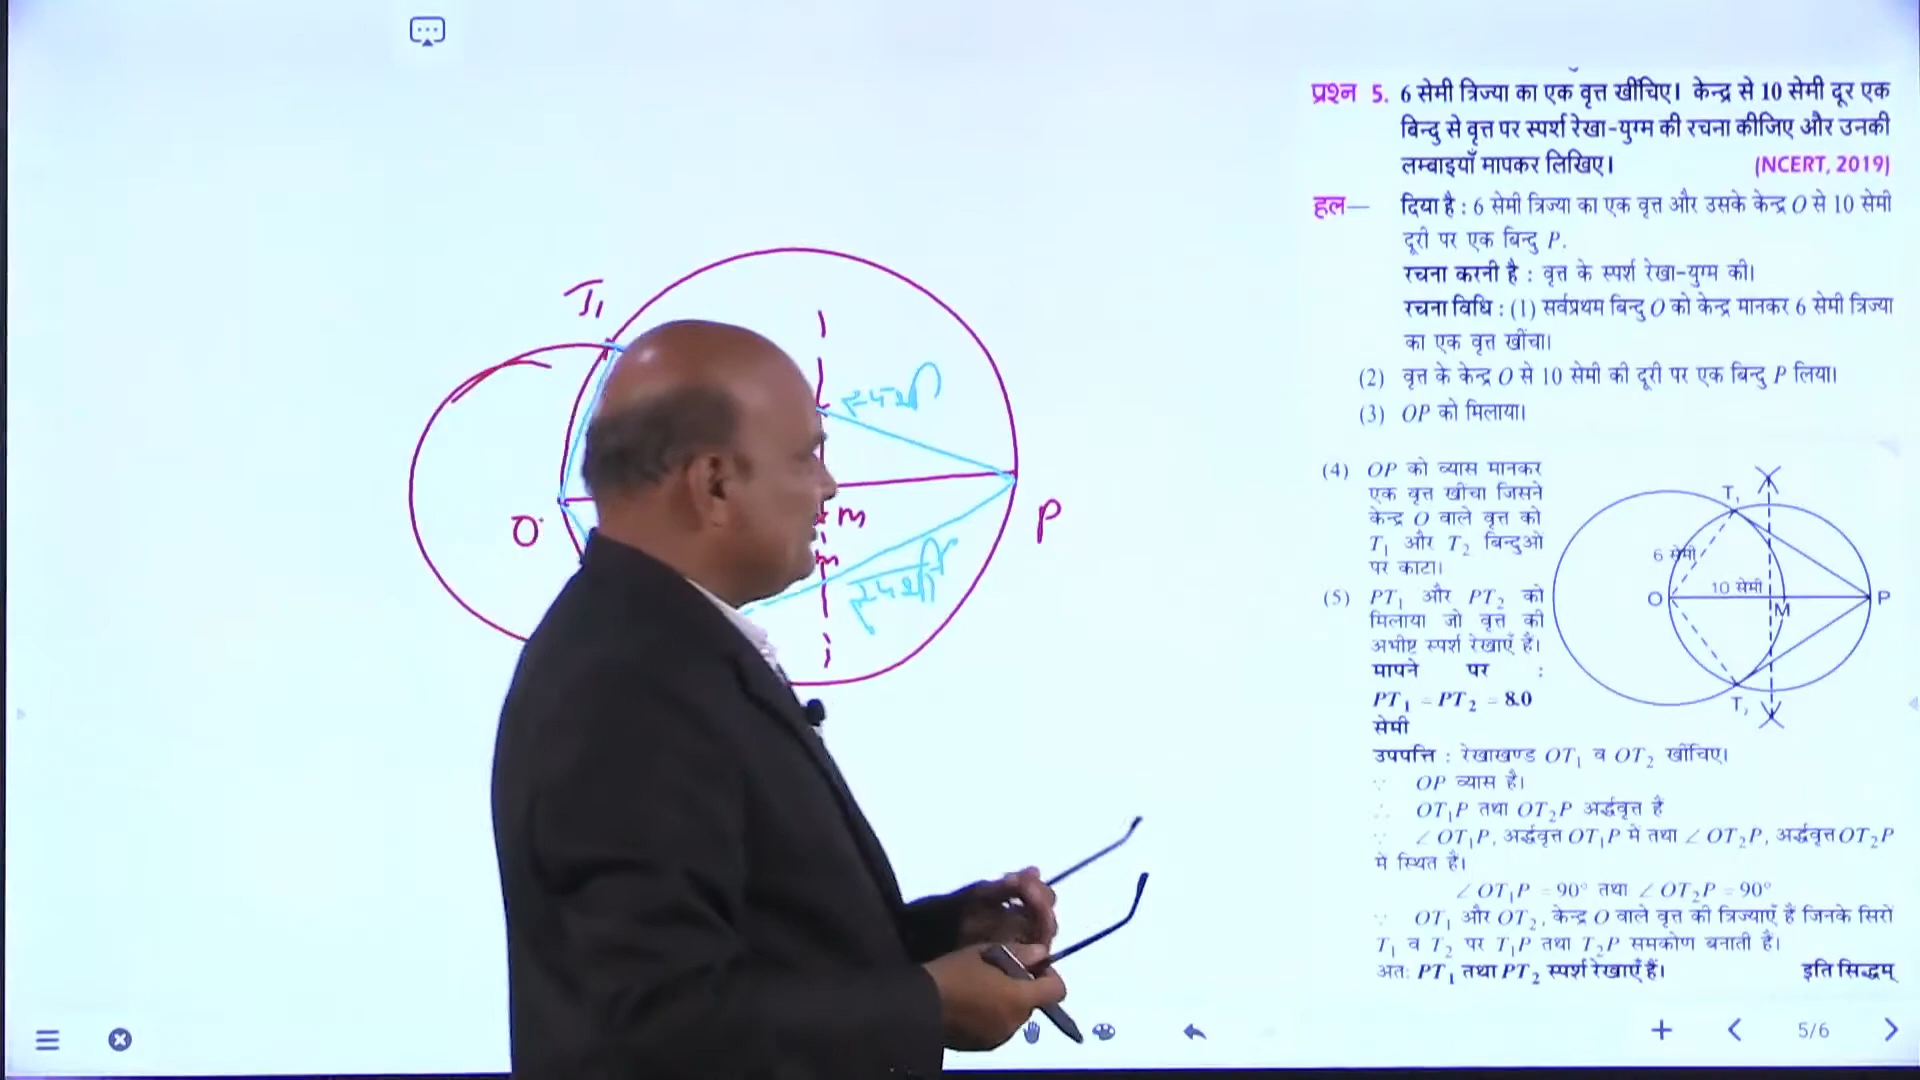 T₁
स्पर्शी
O
m
P
स्पर्शी
प्रश्न 5. 6 सेमी त्रिज्या का एक वृत्त खींचिए। केन्द्र से 10 सेमी दूर एक
बिन्दु से वृत्त पर स्पर्श रेखा-युग्म की रचना कीजिए और उनकी
लम्बाइयाँ मापकर लिखिए। (NCERT, 2019)
हल— दिया है : 6 सेमी त्रिज्या का एक वृत्त और उसके केन्द्र O से 10 सेमी
दूरी पर एक बिन्दु P.
रचना करनी है : वृत्त के स्पर्श रेखा-युग्म की।
रचना विधि : (1) सर्वप्रथम बिन्दु O को केन्द्र मानकर 6 सेमी त्रिज्या
का एक वृत्त खींचा।
(2) वृत्त के केन्द्र O से 10 सेमी की दूरी पर एक बिन्दु P लिया।
(3) OP को मिलाया।
(4) OP को व्यास मानकर
एक वृत्त खींचा जिसने
केन्द्र O वाले वृत्त को
T₁ और T₂ बिन्दुओं
पर काटा।
(5) PT₁ और PT₂ को
मिलाया जो वृत्त की
अभीष्ट स्पर्श रेखाएँ हैं।
मापने पर :
PT₁ = PT₂ = 8.0
सेमी
T₁
6 सेमी
10 सेमी
O
M
P
T₁
उपपत्ति : रेखाखण्ड OT₁ व OT₂ खींचिए।
∵ OP व्यास है।
∴ OT₁P तथा OT₂P अर्द्धवृत्त हैं
∵ ∠OT₁P, अर्द्धवृत्त OT₁P में तथा ∠OT₂P, अर्द्धवृत्त OT₂P
में स्थित है।
∠OT₁P = 90° तथा ∠OT₂P = 90°
∵ OT₁ और OT₂, केन्द्र O वाले वृत्त की त्रिज्याएँ हैं जिनके सिरों
T₁ व T₂ पर T₁P तथा T₂P समकोण बनाती हैं।
अतः PT₁ तथा PT₂ स्पर्श रेखाएँ हैं। इति सिद्धम्
5/6